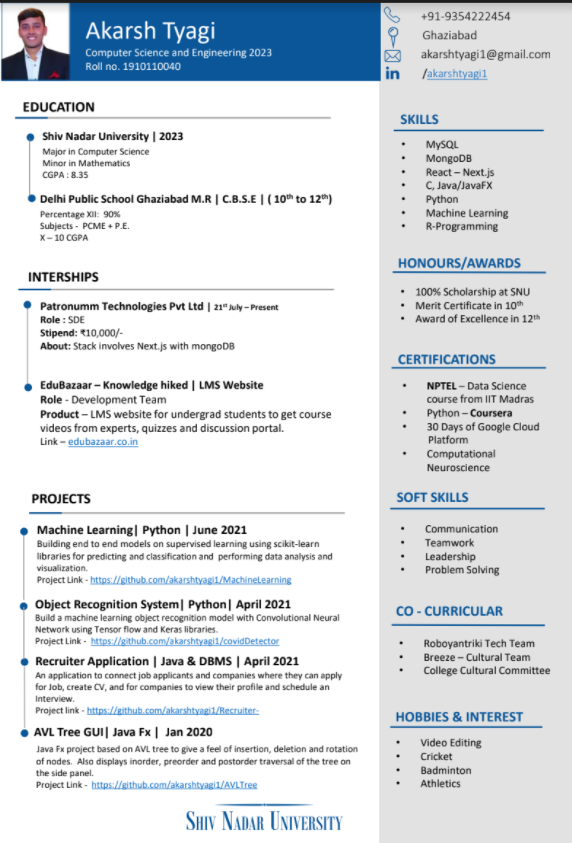 Akarsh Tyagi
Computer Science and Engineering 2023
Roll no. 1910110040
+91-9354222454
Ghaziabad
akarshtyagi1@gmail.com
in /akarshtyagi1
EDUCATION
Shiv Nadar University | 2023
Major in Computer Science
Minor in Mathematics
CGPA : 8.35
Delhi Public School Ghaziabad M.R | C.B.S.E | ( 10th to 12th)
Percentage XII: 90%
Subjects - PCME + P.E.
X – 10 CGPA
INTERSHIPS
Patronumm Technologies Pvt Ltd | 21st July – Present
Role : SDE
Stipend: ₹10,000/-
About: Stack involves Next.js with mongoDB
EduBazaar – Knowledge hiked | LMS Website
Role - Development Team
Product – LMS website for undergrad students to get course
videos from experts, quizzes and discussion portal.
Link – edubazaar.co.in
PROJECTS
Machine Learning| Python | June 2021
Building end to end models on supervised learning using scikit-learn
libraries for predicting and classification and performing data analysis and
visualization.
Project Link - https://github.com/akarshtyagi1/MachineLearning
Object Recognition System| Python| April 2021
Build a machine learning object recognition model with Convolutional Neural
Network using Tensor flow and Keras libraries.
Project Link - https://github.com/akarshtyagi1/covidDetector
Recruiter Application | Java & DBMS | April 2021
An application to connect job applicants and companies where they can apply
for Job, create CV, and for companies to view their profile and schedule an
Interview.
Project link - https://github.com/akarshtyagi1/Recruiter-
AVL Tree GUI| Java Fx | Jan 2020
Java Fx project based on AVL tree to give a feel of insertion, deletion and rotation
of nodes. Also displays inorder, preorder and postorder traversal of the tree on
the side panel.
Project Link - https://github.com/akarshtyagi1/AVLTree
SHIV NADAR UNIVERSITY
SKILLS
• MySQL
• MongoDB
• React – Next.js
• C, Java/JavaFX
• Python
• Machine Learning
• R-Programming
HONOURS/AWARDS
• 100% Scholarship at SNU
• Merit Certificate in 10th
• Award of Excellence in 12th
CERTIFICATIONS
• NPTEL – Data Science
course from IIT Madras
• Python – Coursera
• 30 Days of Google Cloud
Platform
• Computational
Neuroscience
SOFT SKILLS
• Communication
• Teamwork
• Leadership
• Problem Solving
CO - CURRICULAR
• Roboyantriki Tech Team
• Breeze – Cultural Team
• College Cultural Committee
HOBBIES & INTEREST
• Video Editing
• Cricket
• Badminton
• Athletics